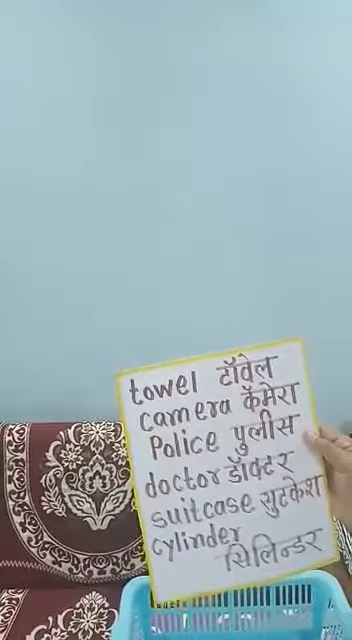 towel टॉवेल
camera कॅमेरा
Police पुलीस
doctor डॉक्टर
suitcase सुटकेश
cylinder सिलिन्डर